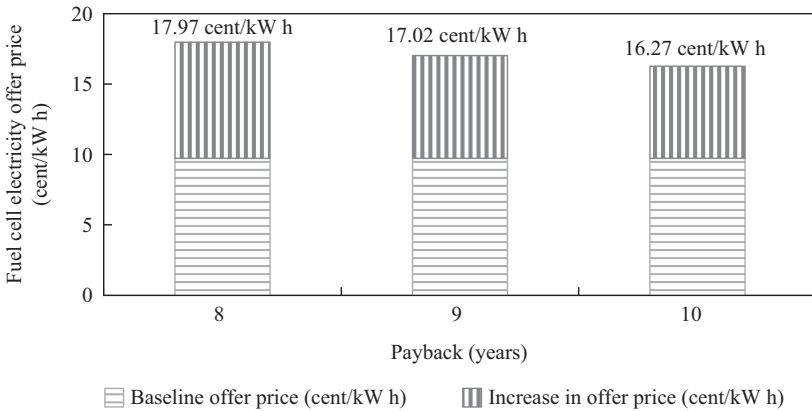 Fuel cell electricity offer price
(cent/kW h)
20
15
10
5
0
17.97 cent/kW h
17.02 cent/kW h
16.27 cent/kW h
8
9
10
Payback (years)
Baseline offer price (cent/kW h)
Increase in offer price (cent/kW h)